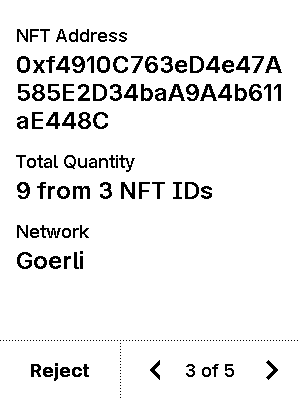 NFT Address
0xf4910C763eD4e47A
585E2D34baA9A4b611
aE448C
Total Quantity
9 from 3 NFT IDs
Network
Goerli
Reject
3 of 5